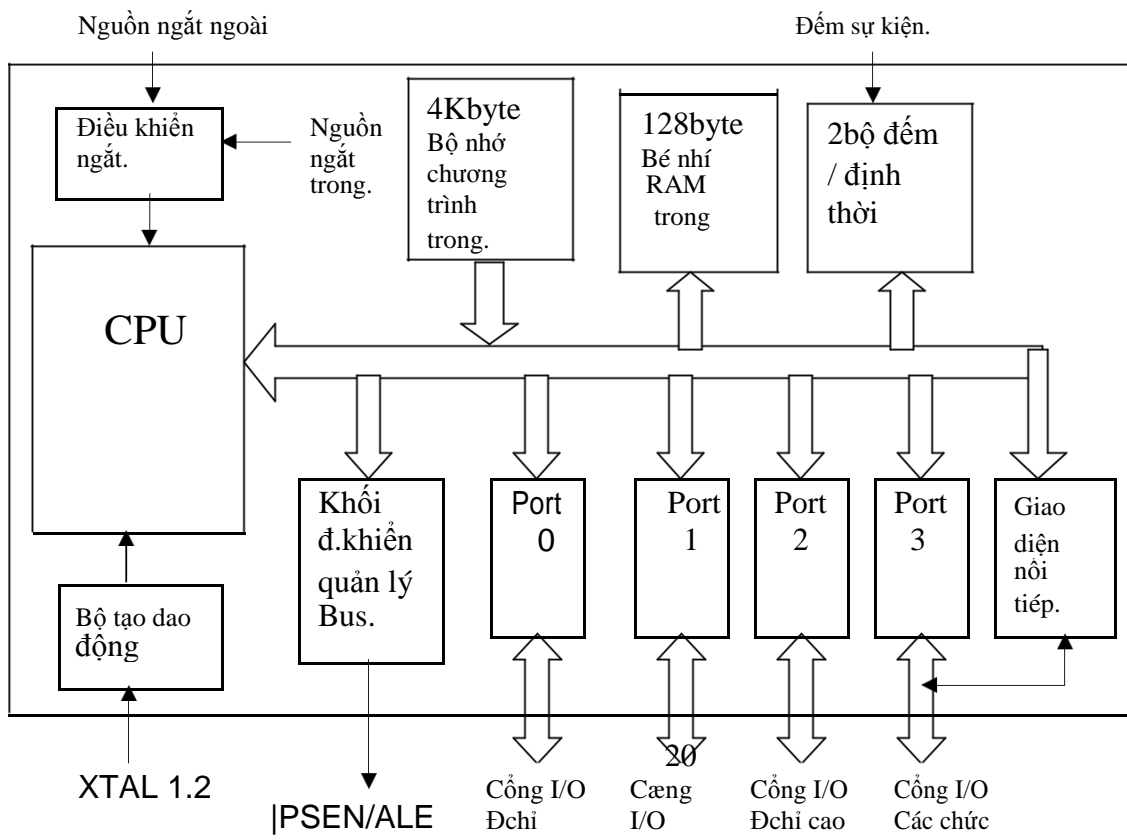 Nguồn ngắt ngoài
Đếm sự kiện.
Điều khiển
ngắt.
Nguồn
ngắt
trong.
4Kbyte
Bộ nhớ
chương
trình
trong.
128byte
Bé nhí
RAM
trong
2bộ đếm
/ định
thời
CPU
Bộ tạo dao
động
Khối
đ.khiển
quản lý
Bus.
Port
0
Port
1
Port
2
Port
3
Giao
diện
nối
tiép.
XTAL 1.2
|PSEN/ALE
20
Cổng I/O
Đchỉ
Cæng
I/O
Cổng I/O
Đchỉ cao
Cổng I/O
Các chức